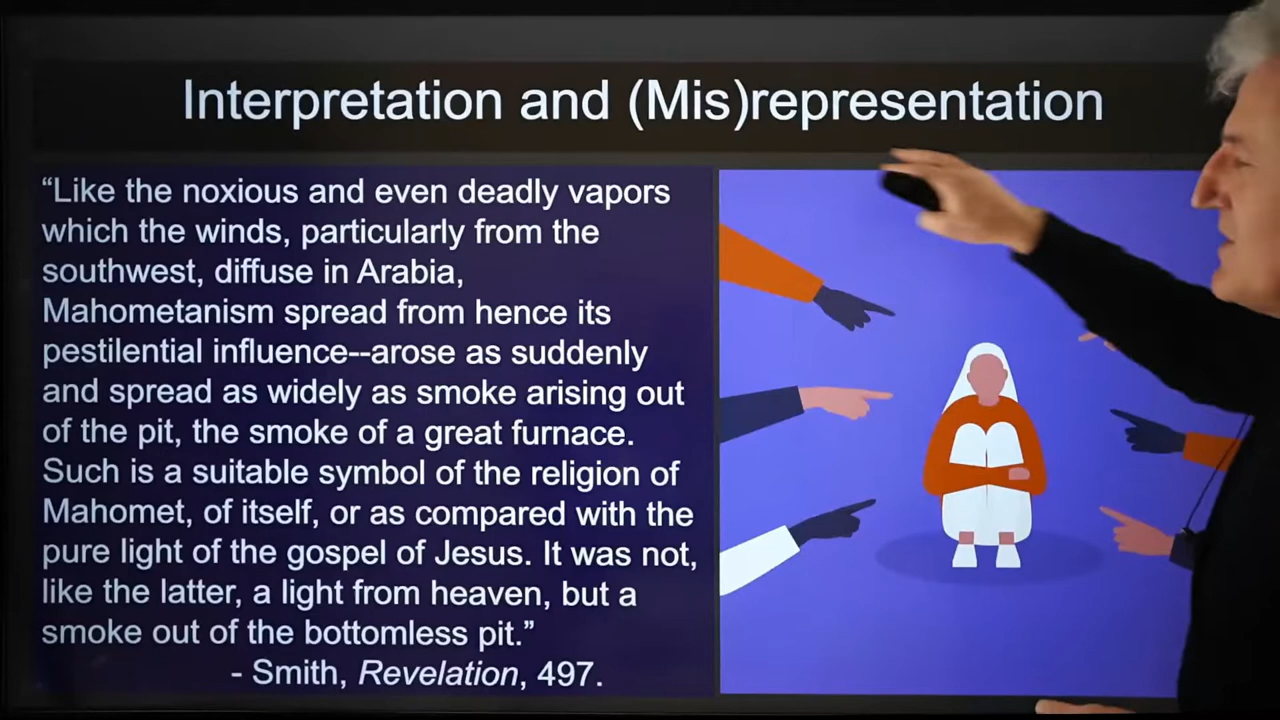 Interpretation and (Mis)representation
“Like the noxious and even deadly vapors
which the winds, particularly from the
southwest, diffuse in Arabia,
Mahometanism spread from hence its
pestilential influence--arose as suddenly
and spread as widely as smoke arising out
of the pit, the smoke of a great furnace.
Such is a suitable symbol of the religion of
Mahomet, of itself, or as compared with the
pure light of the gospel of Jesus. It was not,
like the latter, a light from heaven, but a
smoke out of the bottomless pit.”
- Smith, Revelation, 497.